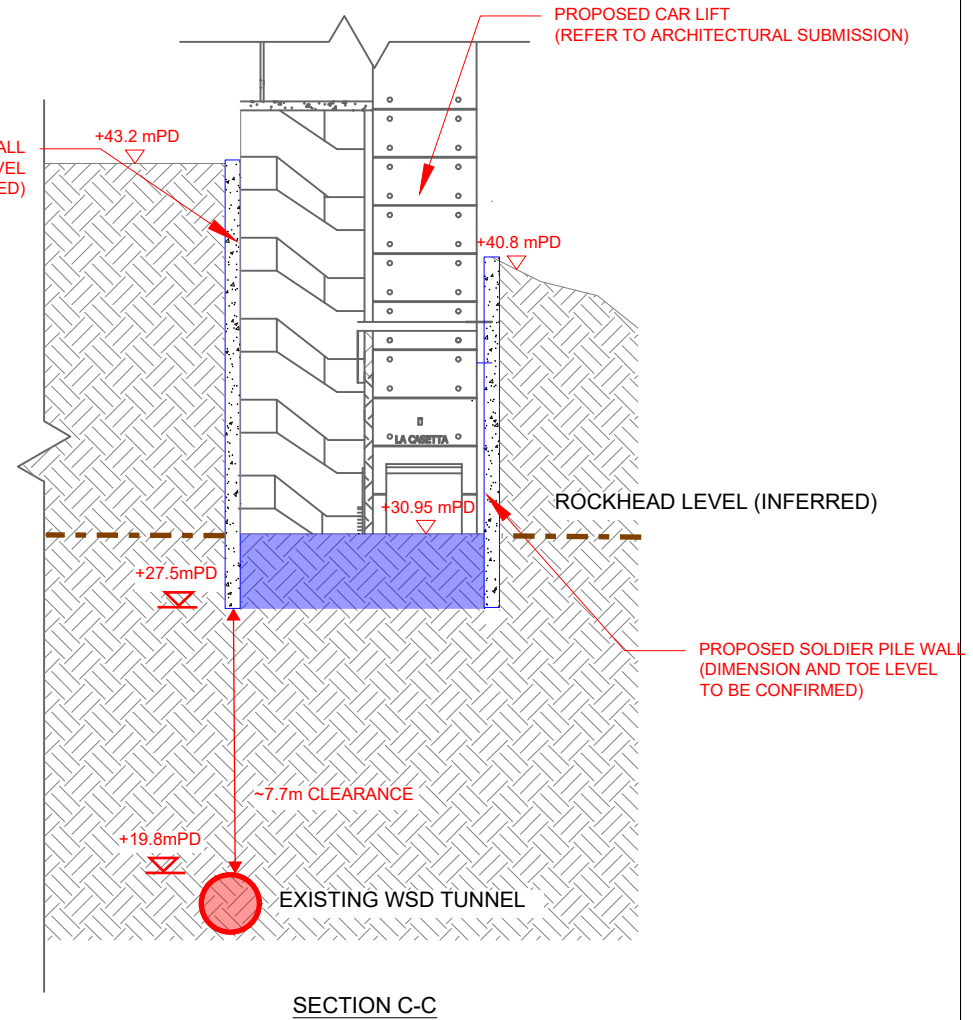 PROPOSED CAR LIFT
(REFER TO ARCHITECTURAL SUBMISSION)
ALL
+43.2 mPD
VEL
ED)
+40.8 mPD
LA CASETTA
+30.95 mPD
ROCKHEAD LEVEL (INFERRED)
+27.5mPD
PROPOSED SOLDIER PILE WALL
(DIMENSION AND TOE LEVEL
TO BE CONFIRMED)
~7.7m CLEARANCE
+19.8mPD
EXISTING WSD TUNNEL
SECTION C-C